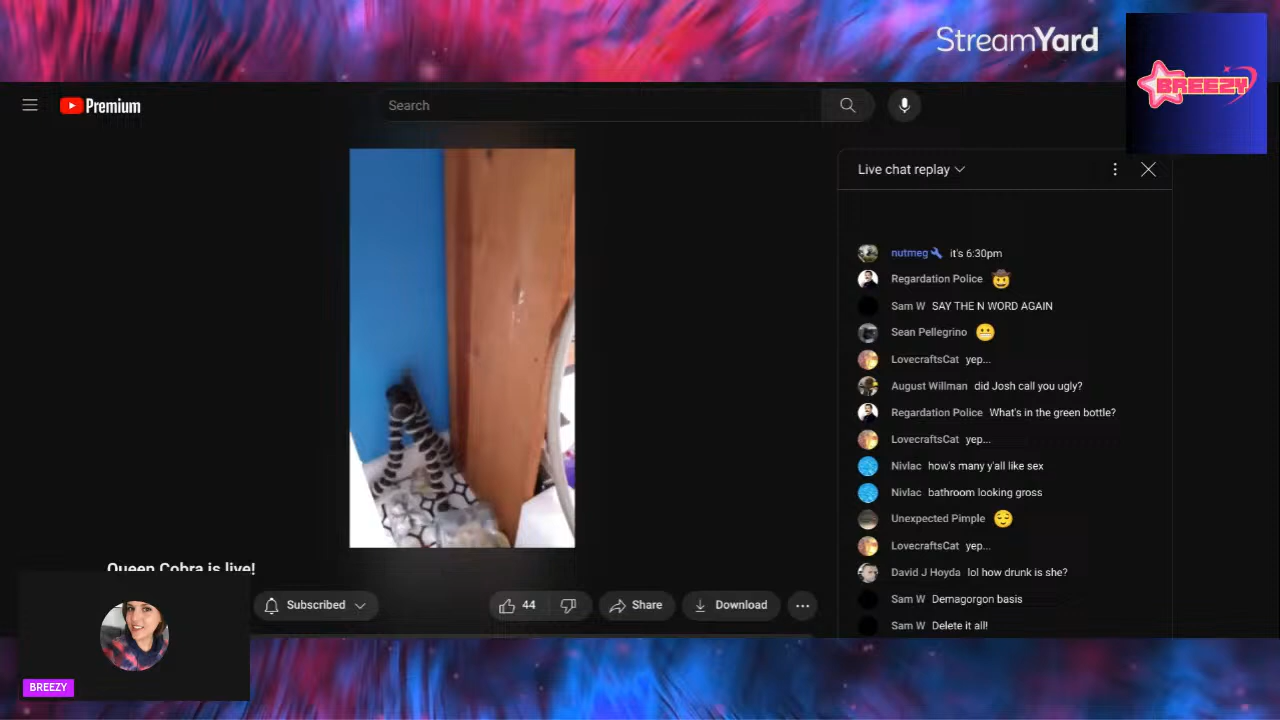 StreamYard
BREEZY
Premium
Search
Live chat replay
nutmeg it's 6:30pm
Regardation Police
Sam W SAY THE N WORD AGAIN
Sean Pellegrino
LovecraftsCat yep...
August Willman did Josh call you ugly?
Regardation Police What's in the green bottle?
LovecraftsCat yep...
Nivlac how's many y'all like sex
Nivlac bathroom looking gross
Unexpected Pimple
LovecraftsCat yep...
David J Hoyda lol how drunk is she?
Sam W Demagorgon basis
Sam W Delete it all!
Queen Cobra is live!
Subscribed
44
Share
Download
BREEZY